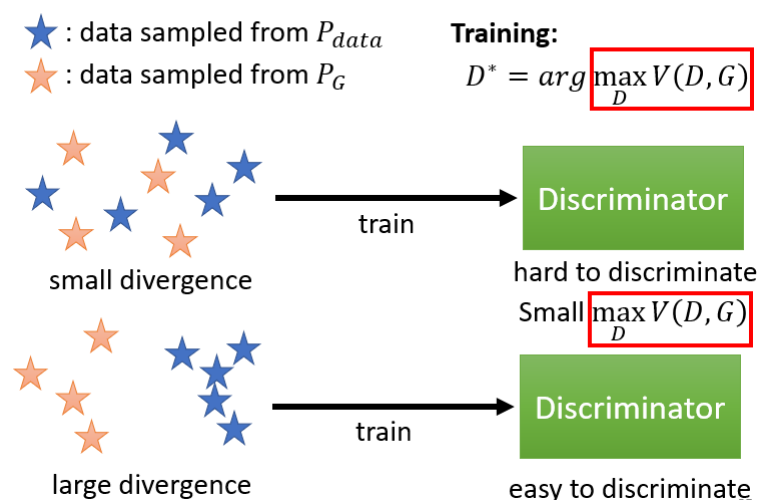 : data sampled from P_data
: data sampled from P_G
Training:
D* = arg max_D V(D, G)
train
Discriminator
small divergence
hard to discriminate
Small max_D V(D, G)
train
Discriminator
large divergence
easy to discriminate